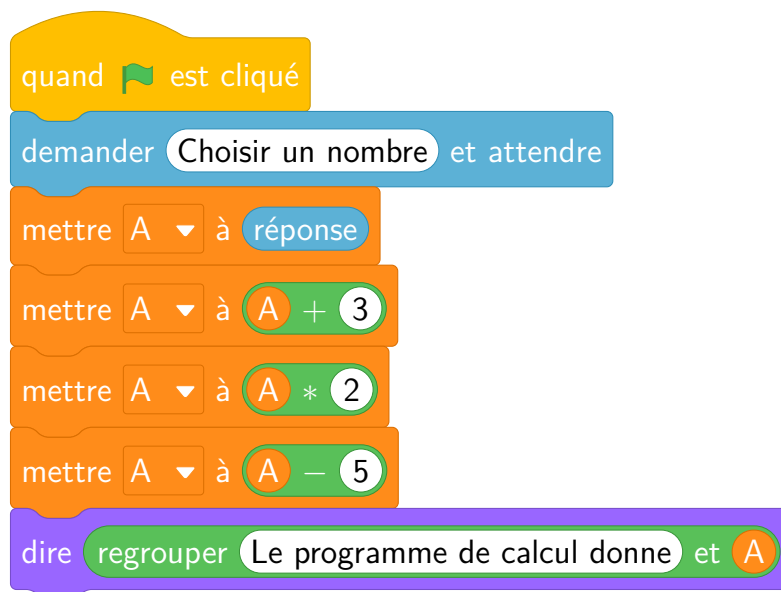 quand est cliqué
demander Choisir un nombre et attendre
mettre A à réponse
mettre A à A + 3
mettre A à A * 2
mettre A à A − 5
dire regrouper Le programme de calcul donne et A